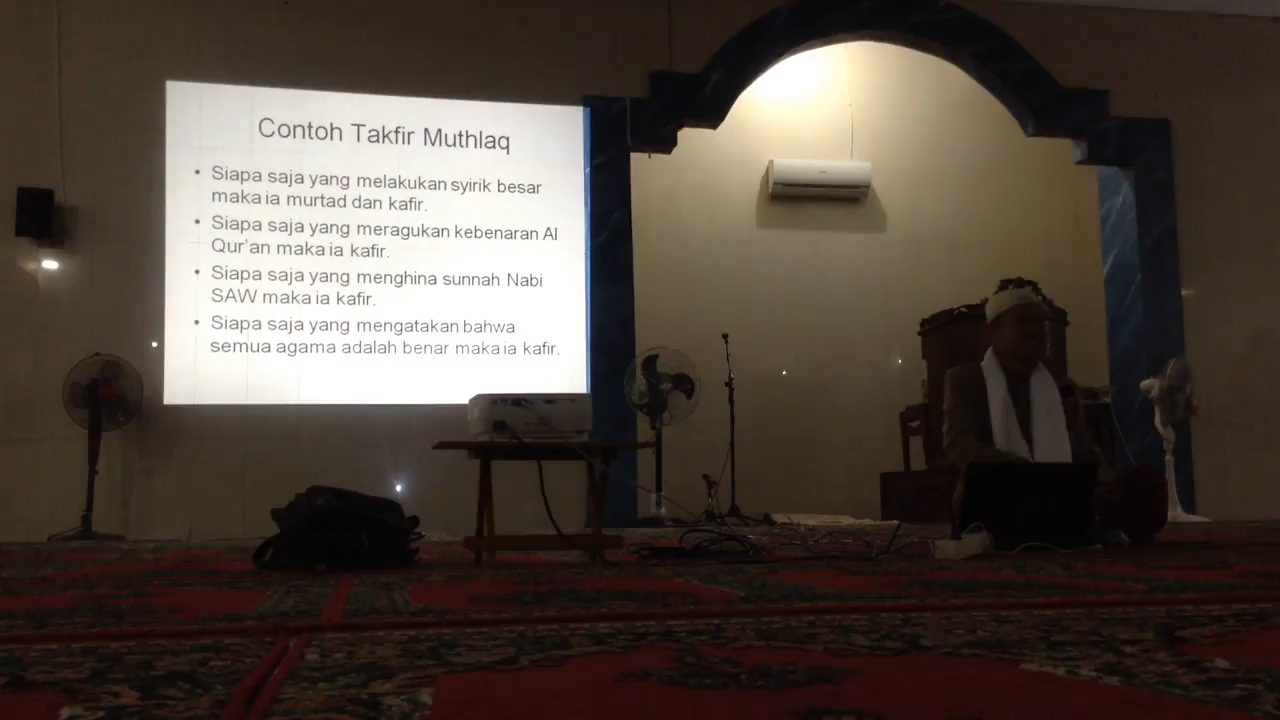 Contoh Takfir Muthlaq
• Siapa saja yang melakukan syirik besar
maka ia murtad dan kafir.
• Siapa saja yang meragukan kebenaran Al
Qur'an maka ia kafir.
• Siapa saja yang menghina sunnah Nabi
SAW maka ia kafir.
• Siapa saja yang mengatakan bahwa
semua agama adalah benar maka ia kafir.